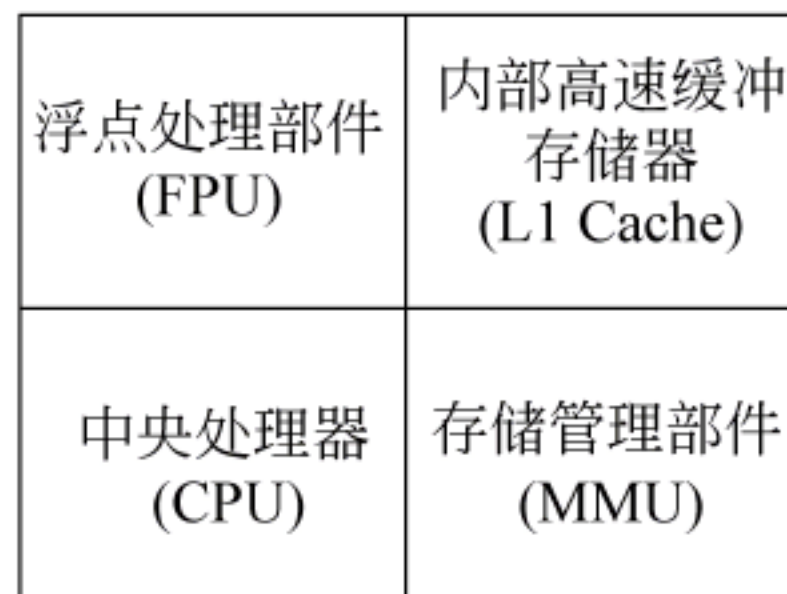 浮点处理部件
(FPU)
内部高速缓冲
存储器
(L1 Cache)
中央处理器
(CPU)
存储管理部件
(MMU)